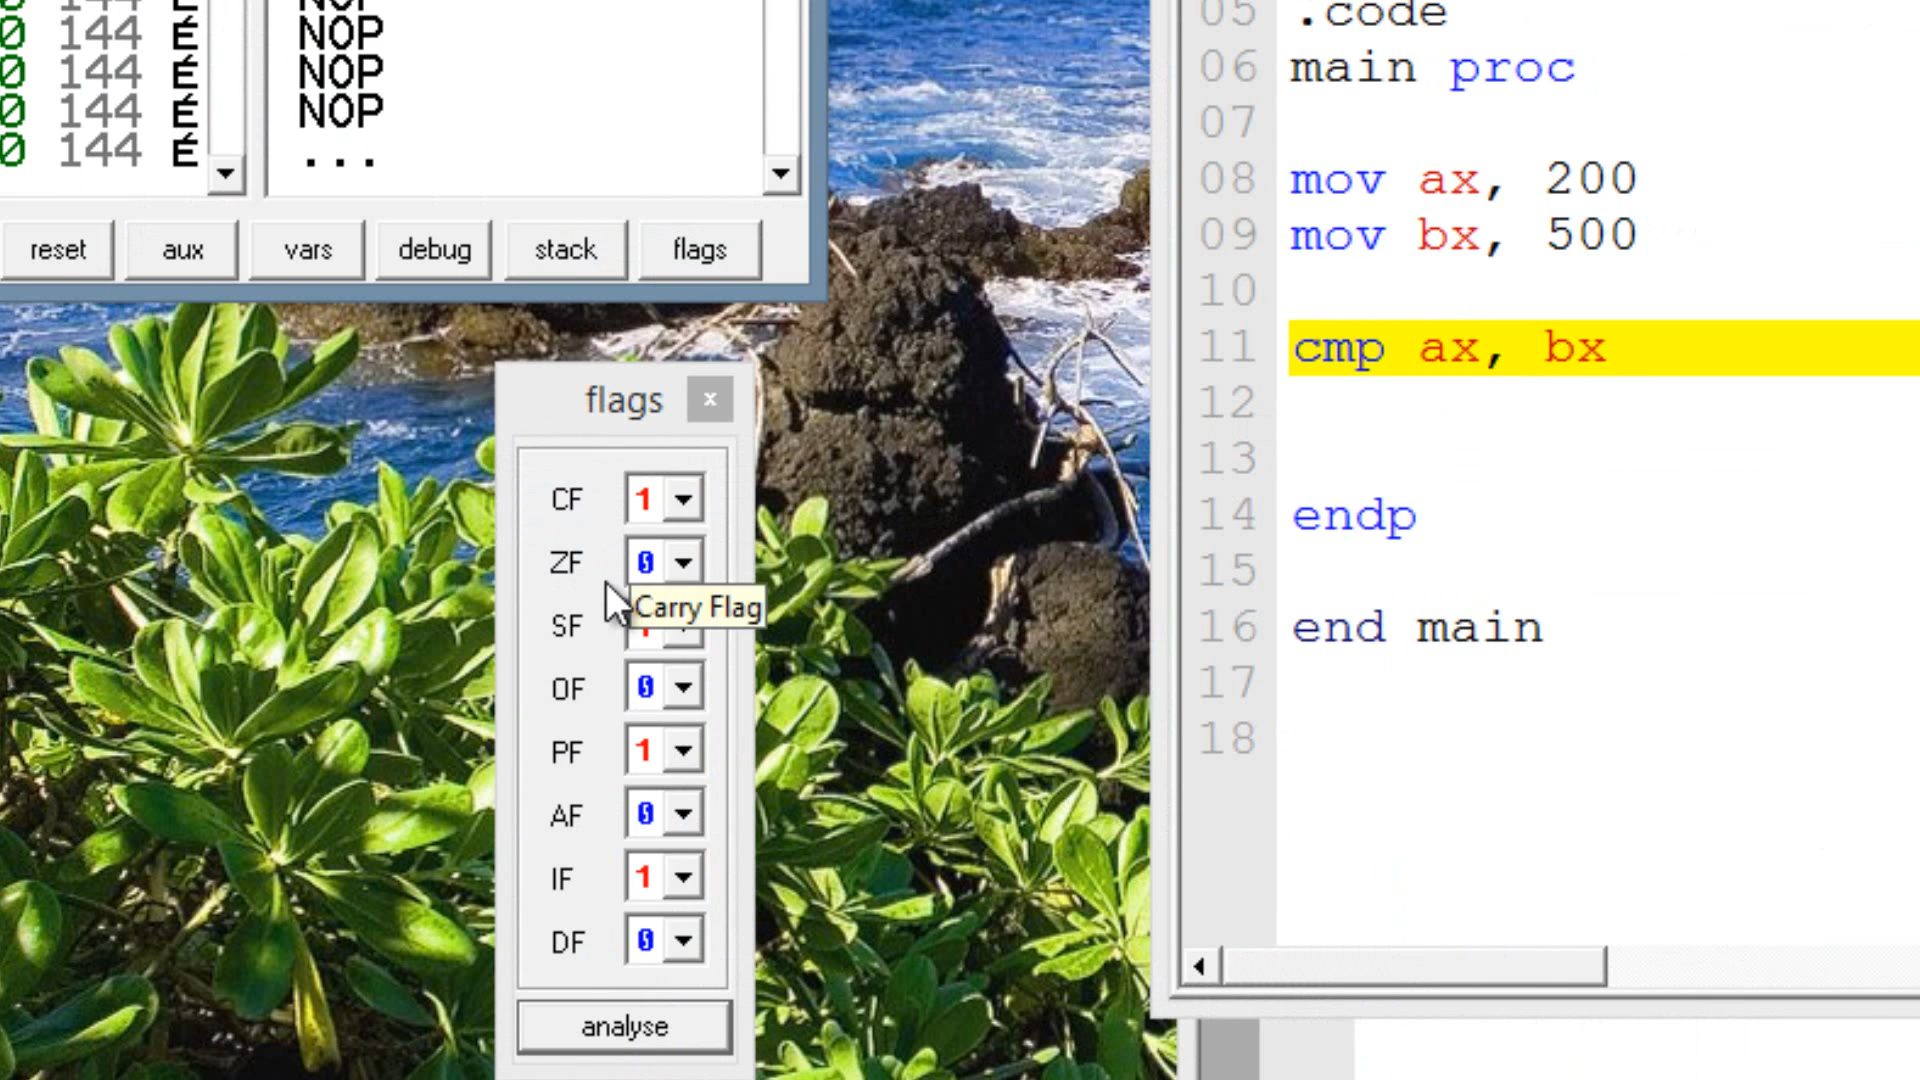 144 É
144 É
144 É
144 É
NOP
NOP
NOP
...
reset aux vars debug stack flags
flags x
CF 1
ZF 0
Carry Flag
SF
OF 0
PF 1
AF 0
IF 1
DF 0
analyse
05 .code
06 main proc
07
08 mov ax, 200
09 mov bx, 500
10
11 cmp ax, bx
12
13
14 endp
15
16 end main
17
18